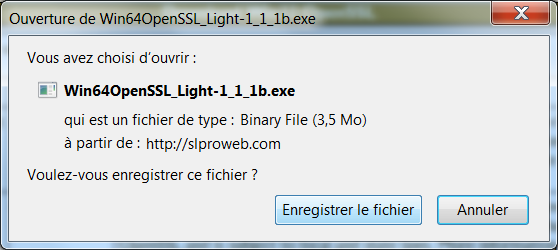 Ouverture de Win64OpenSSL_Light-1_1_1b.exe
Vous avez choisi d'ouvrir :
Win64OpenSSL_Light-1_1_1b.exe
qui est un fichier de type : Binary File (3,5 Mo)
à partir de : http://slproweb.com
Voulez-vous enregistrer ce fichier ?
Enregistrer le fichier Annuler